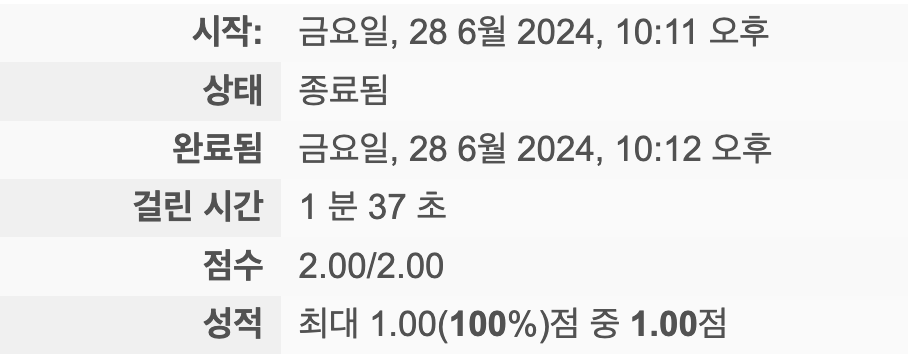 시작: 금요일, 28 6월 2024, 10:11 오후
상태 종료됨
완료됨 금요일, 28 6월 2024, 10:12 오후
걸린 시간 1 분 37 초
점수 2.00/2.00
성적 최대 1.00(100%)점 중 1.00점